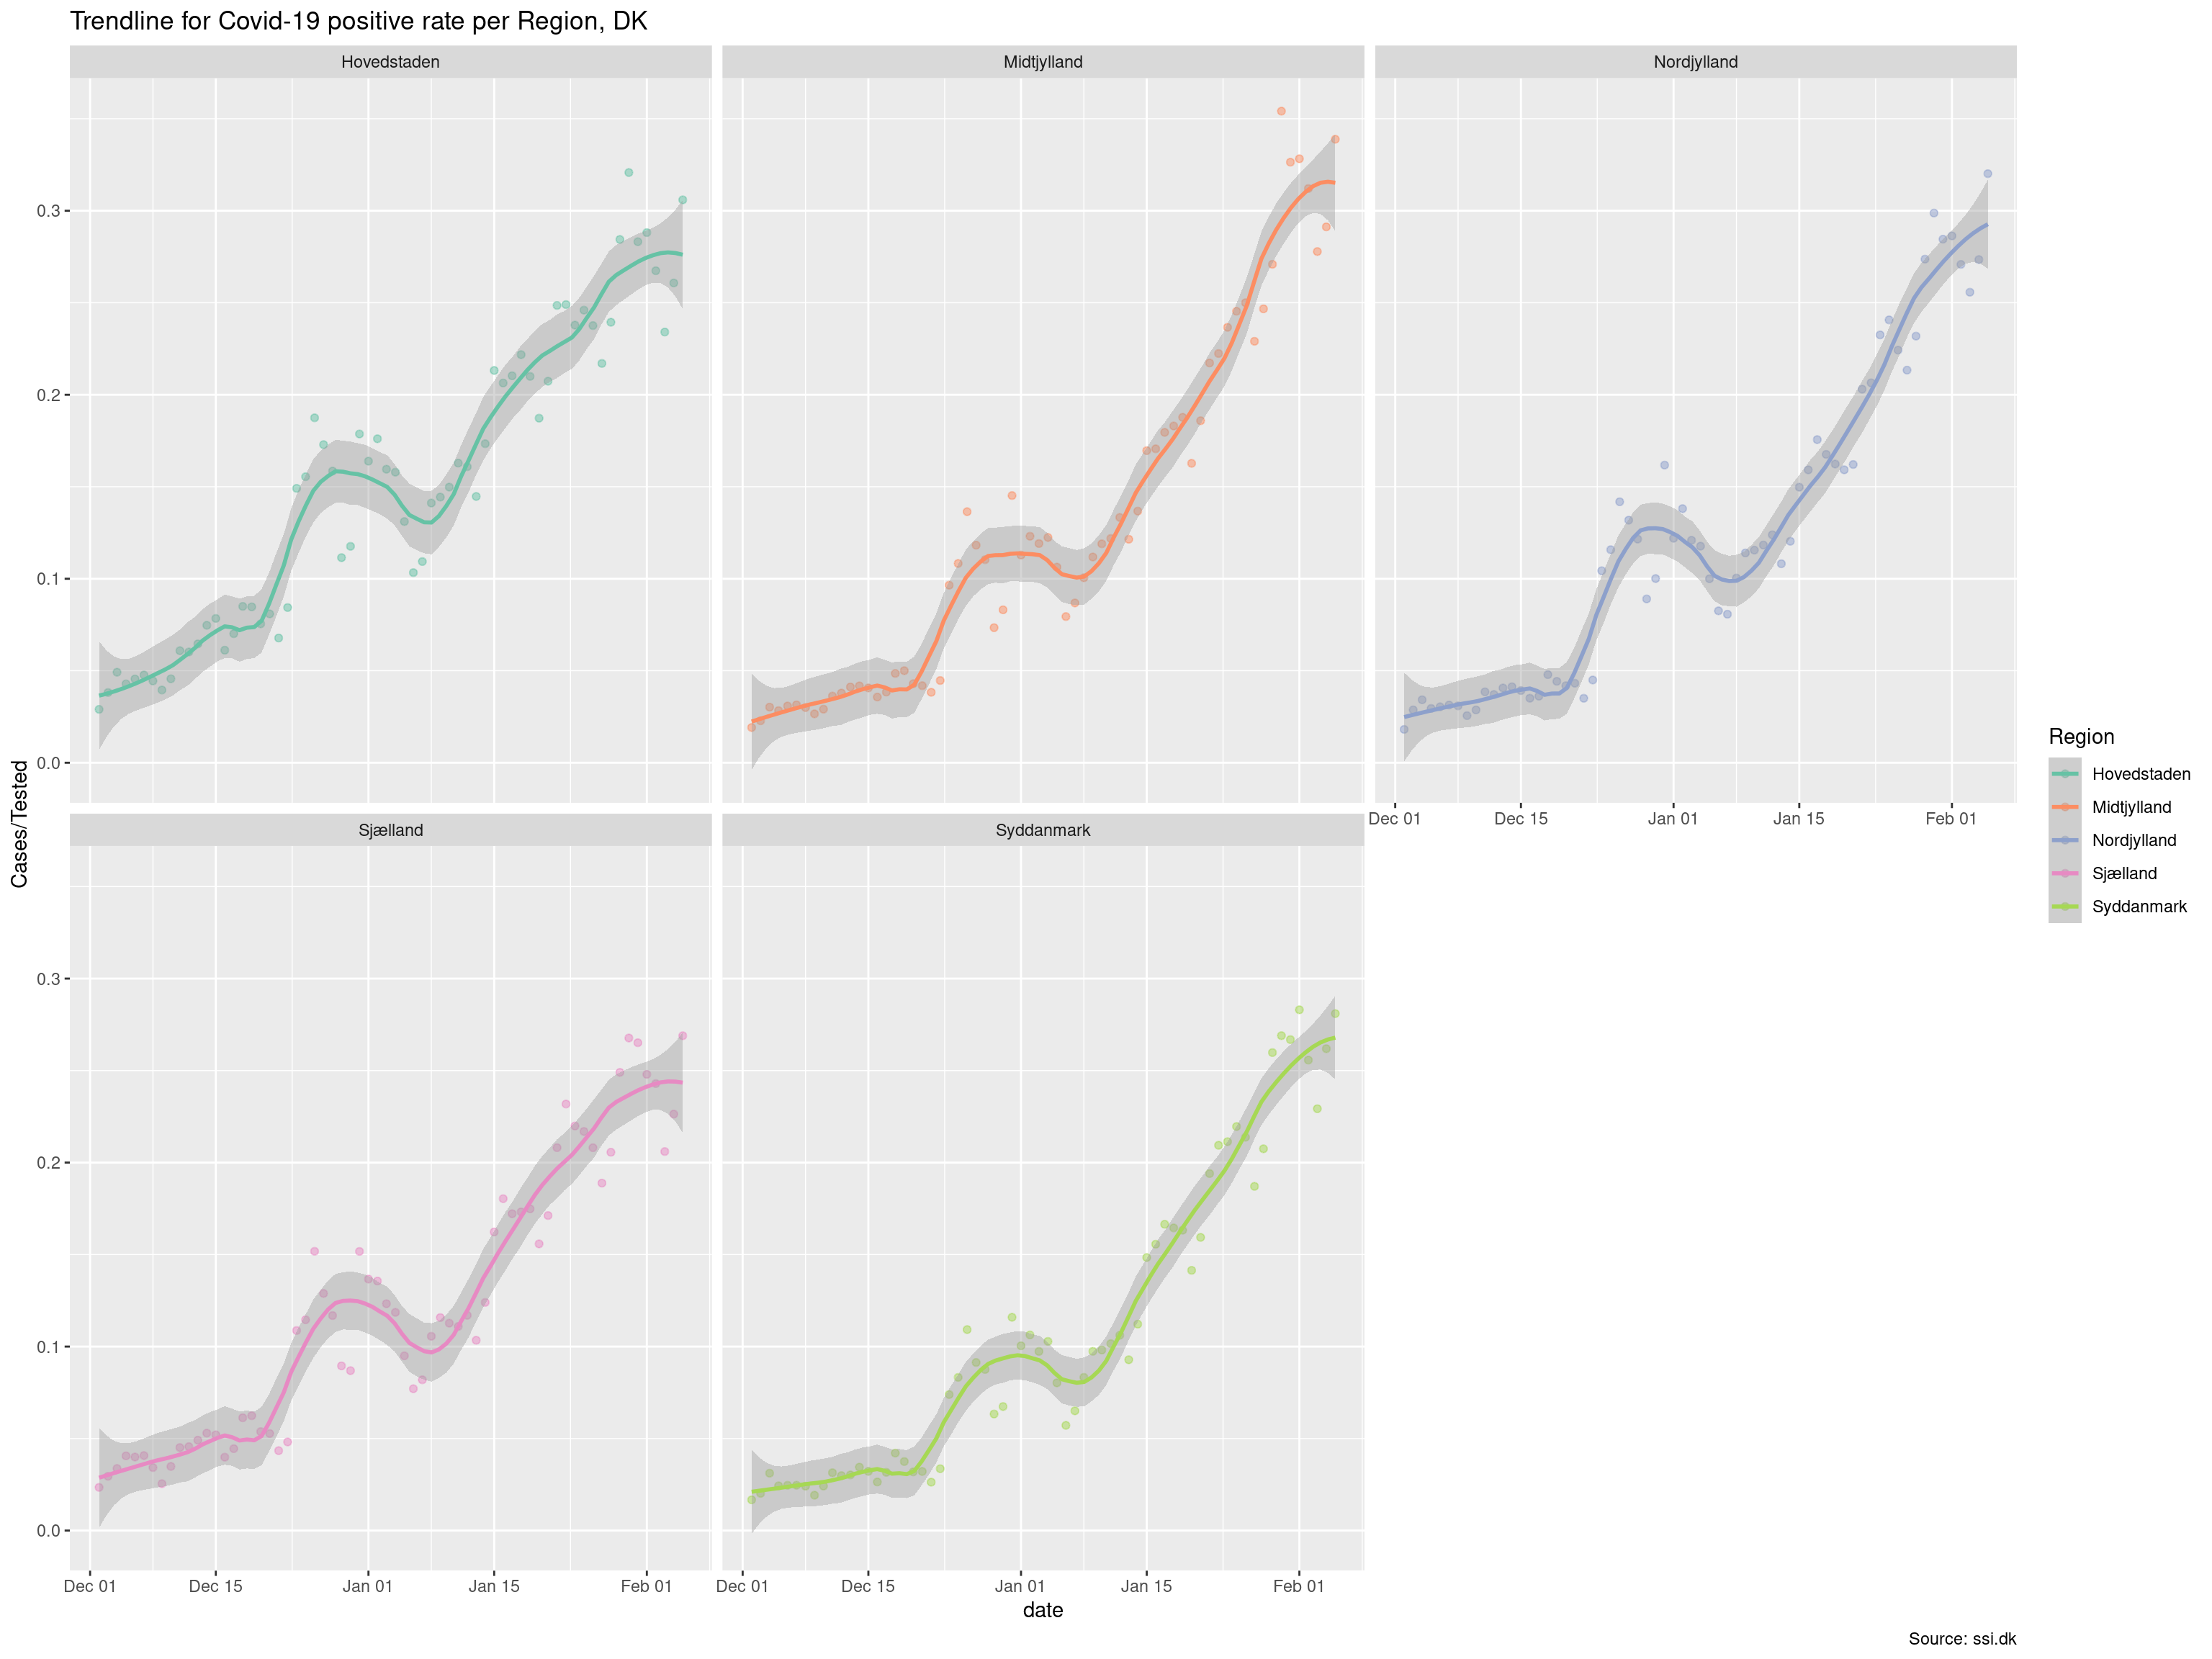 Trendline for Covid-19 positive rate per Region, DK
Hovedstaden
Midtjylland
Nordjylland
0.3
0.2
0.1
0.0
Dec 01 Dec 15 Jan 01 Jan 15 Feb 01
Cases/Tested
Sjælland
Syddanmark
0.3
0.2
0.1
0.0
Dec 01 Dec 15 Jan 01 Jan 15 Feb 01
Dec 01 Dec 15 Jan 01 Jan 15 Feb 01
date
Region
Hovedstaden
Midtjylland
Nordjylland
Sjælland
Syddanmark
Source: ssi.dk